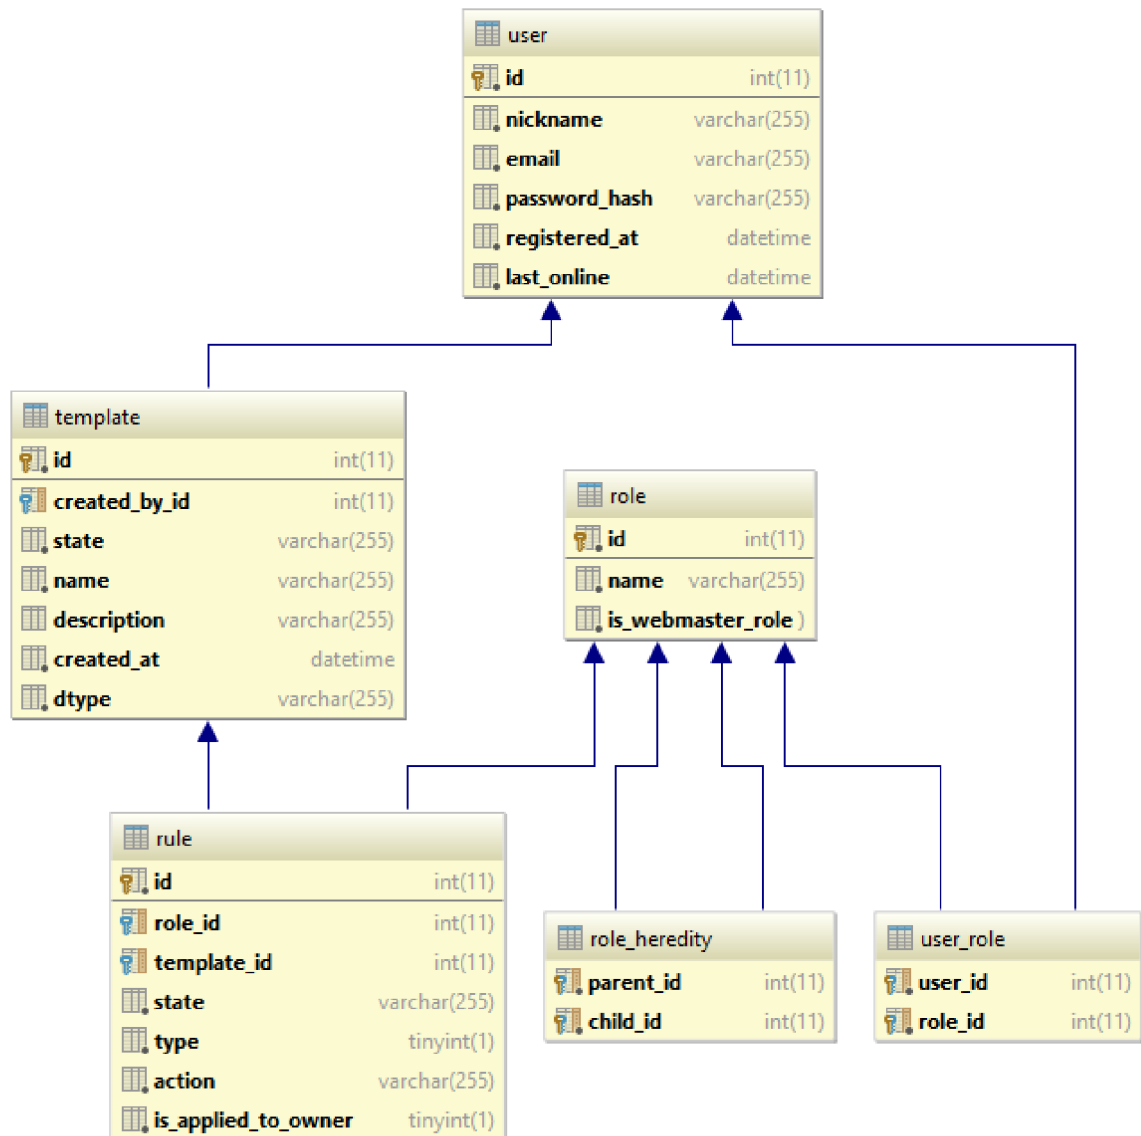 user
id int(11)
nickname varchar(255)
email varchar(255)
password_hash varchar(255)
registered_at datetime
last_online datetime
template
id int(11)
created_by_id int(11)
state varchar(255)
name varchar(255)
description varchar(255)
created_at datetime
dtype varchar(255)
role
id int(11)
name varchar(255)
is_webmaster_role )
rule
id int(11)
role_id int(11)
template_id int(11)
state varchar(255)
type tinyint(1)
action varchar(255)
is_applied_to_owner tinyint(1)
role_heredity
parent_id int(11)
child_id int(11)
user_role
user_id int(11)
role_id int(11)